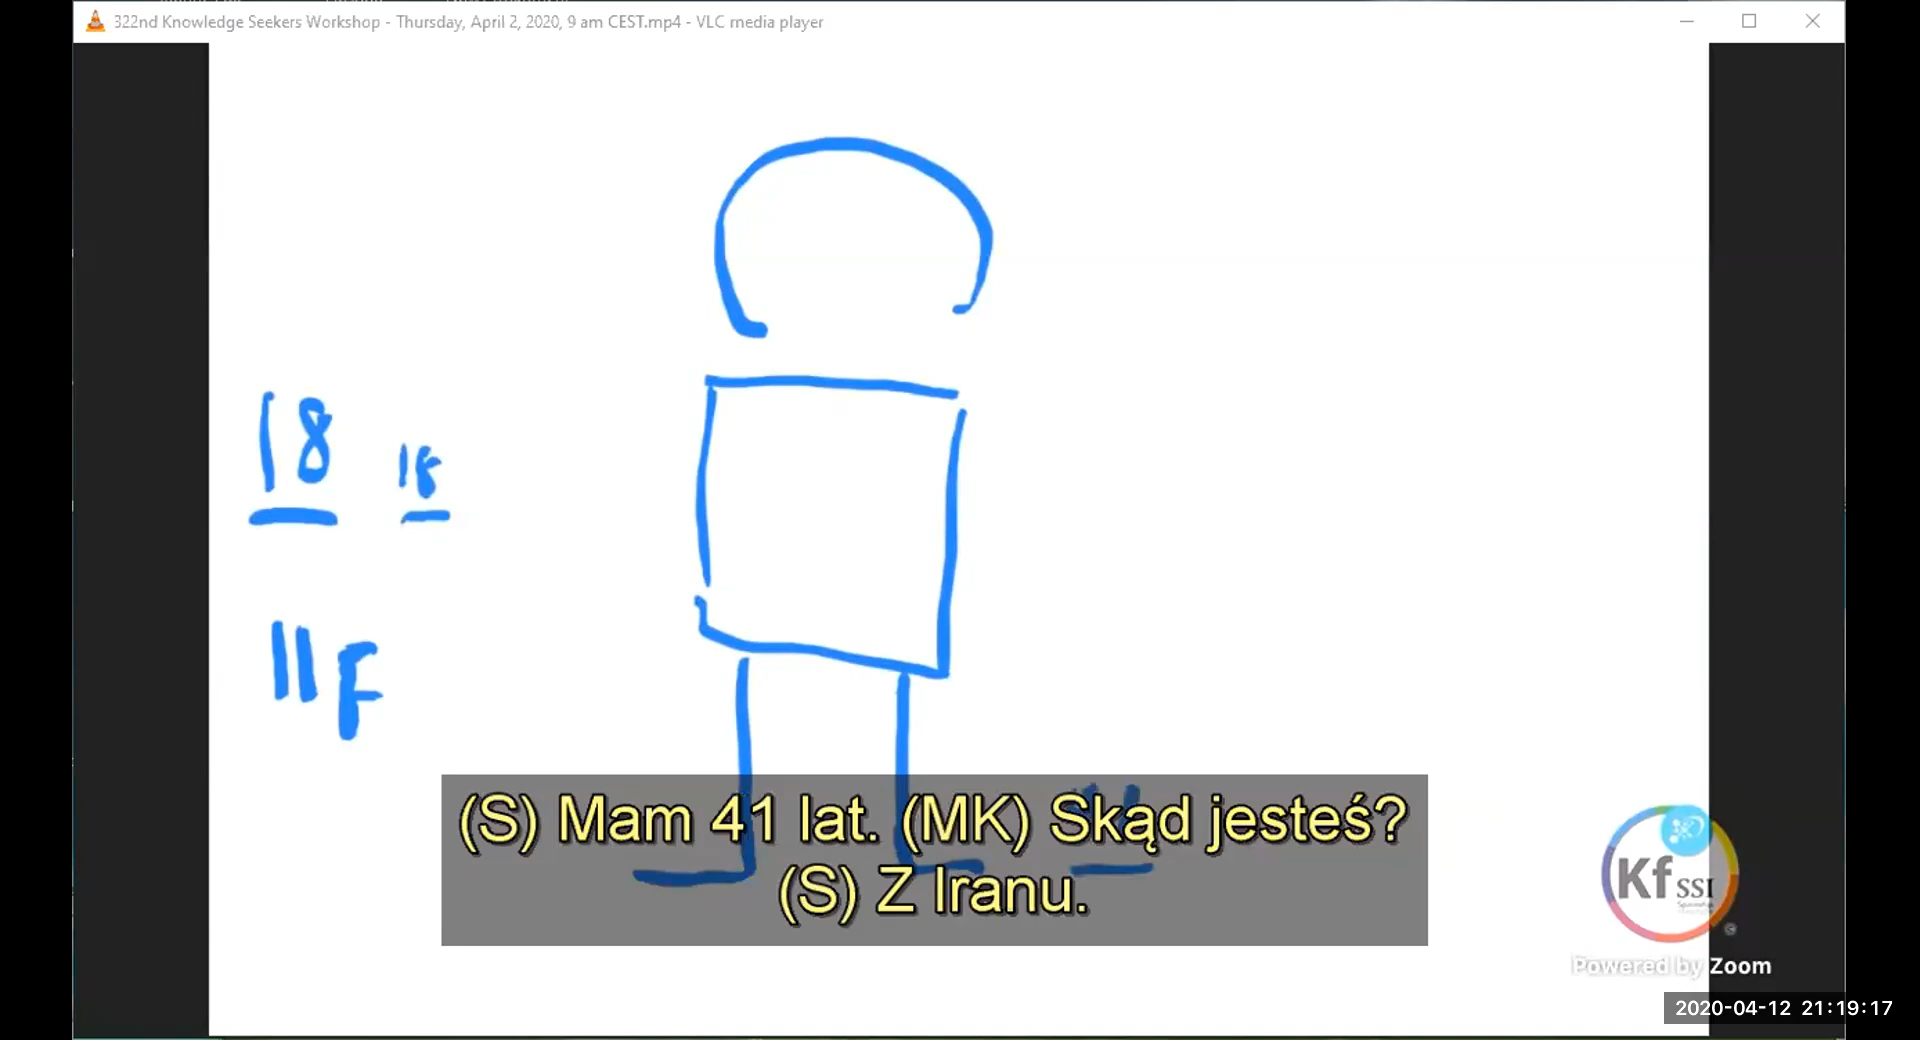 322nd Knowledge Seekers Workshop - Thursday, April 2, 2020, 9 am CEST.mp4 - VLC media player
18 18
11F
(S) Mam 41 lat. (MK) Skąd jesteś?
(S) Z Iranu.
Kf SSI
Powered by Zoom
2020-04-12 21:19:17